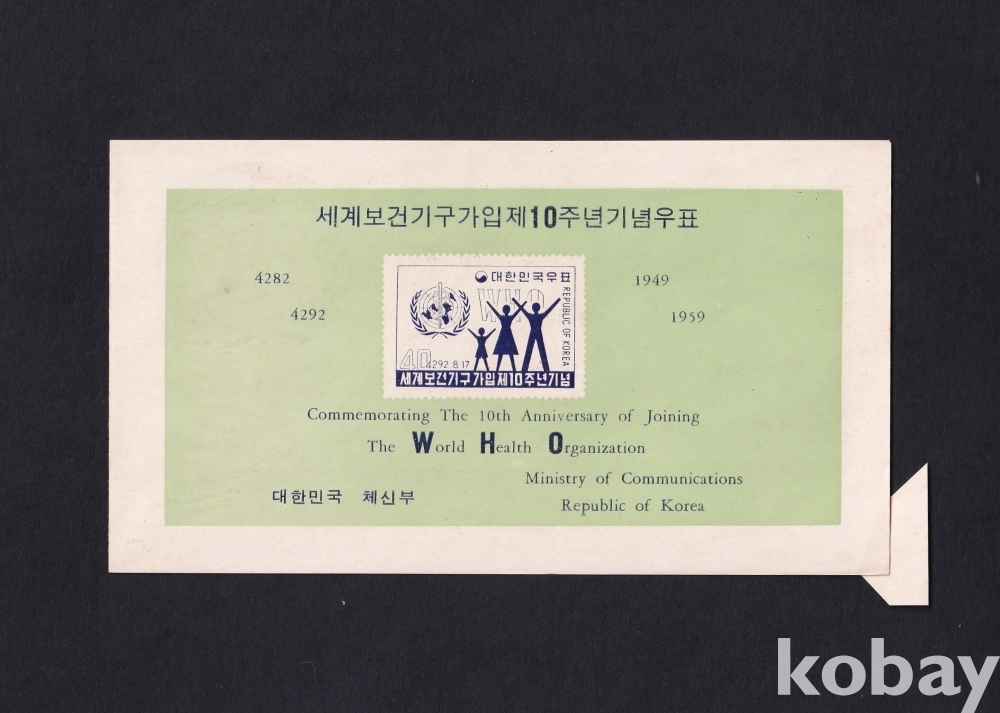 세계보건기구가입제10주년기념우표
4282
1949
4292
1959
대한민국우표
WHO
REPUBLIC OF KOREA
40
4292 8.17
세계보건기구가입제10주년기념
Commemorating The 10th Anniversary of Joining
The World Health Organization
Ministry of Communications
대한민국 체신부
Republic of Korea
kobay